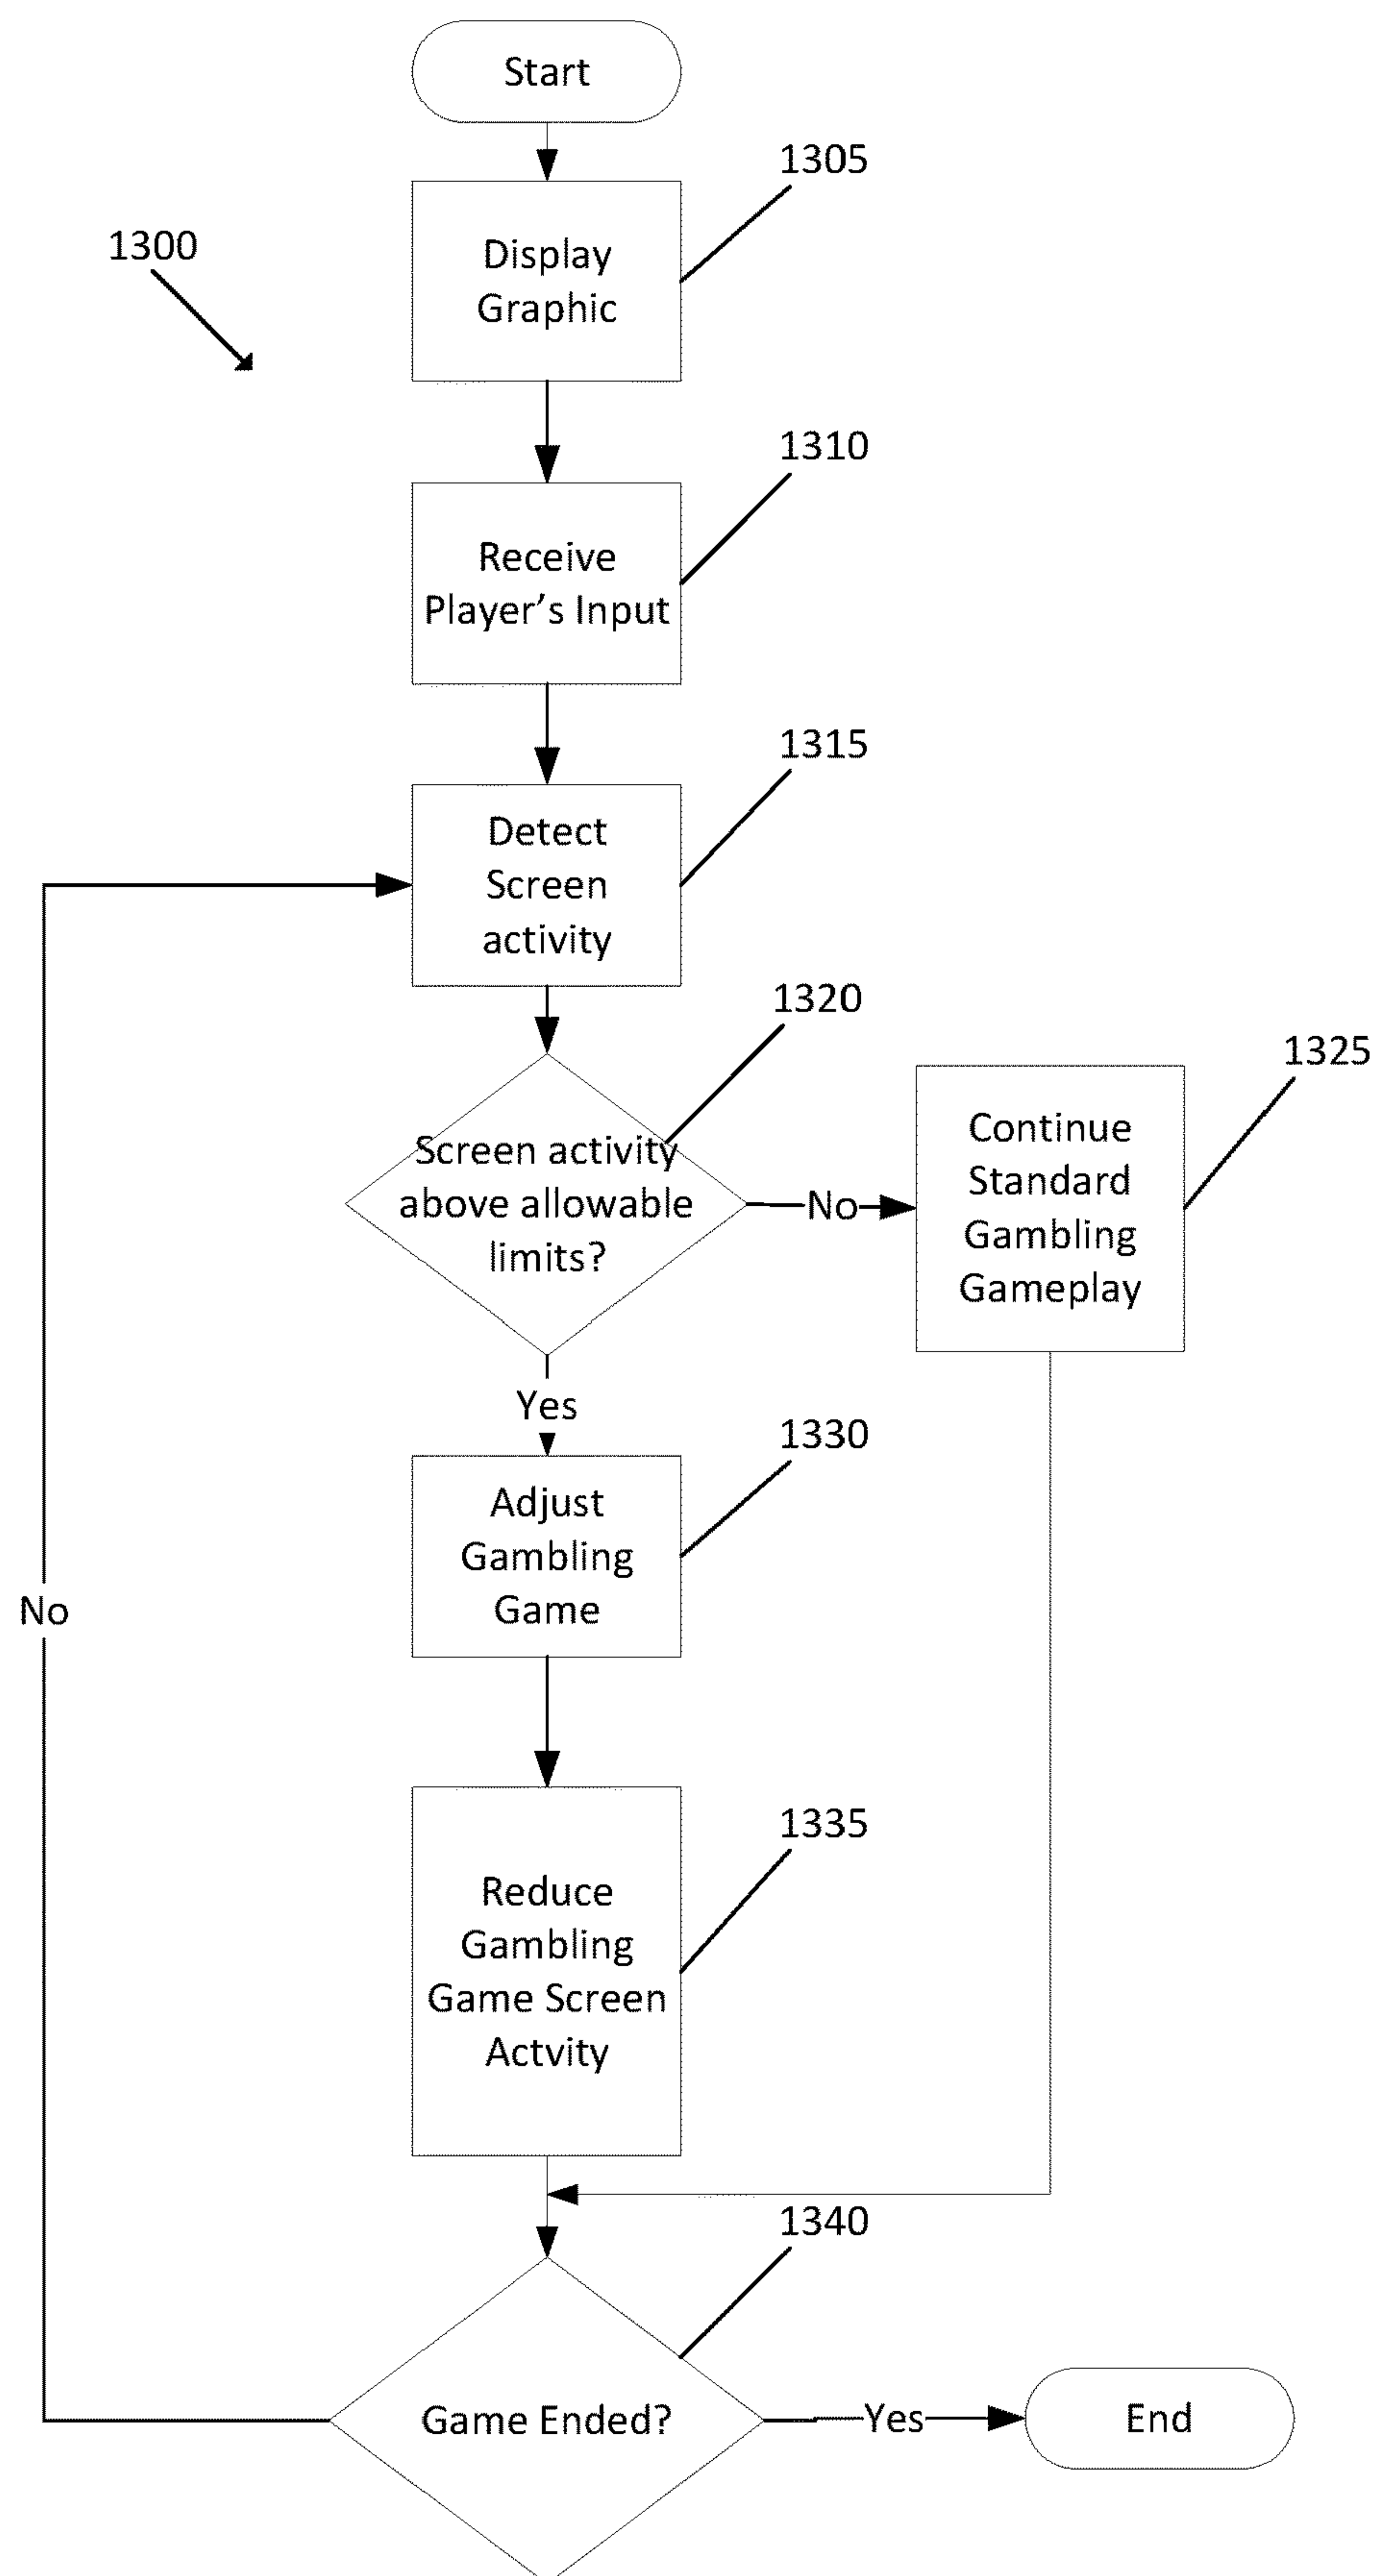 Start
1305
Display
Graphic
1300
1310
Receive
Player's Input
1315
Detect
Screen
activity
1320
Screen activity
above allowable
limits?
No
1325
Continue
Standard
Gambling
Gameplay
Yes
1330
Adjust
Gambling
Game
No
1335
Reduce
Gambling
Game Screen
Actvity
1340
Game Ended?
Yes
End